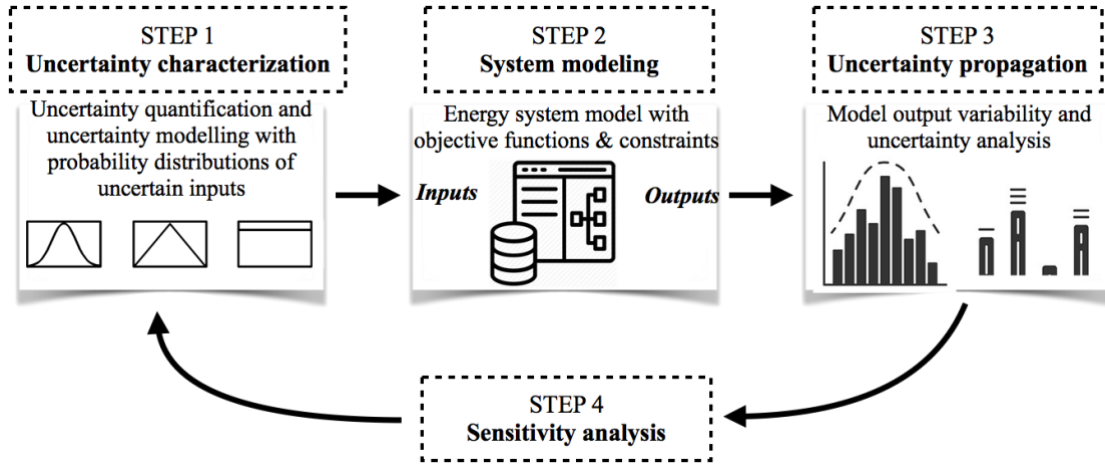 STEP 1
Uncertainty characterization
Uncertainty quantification and
uncertainty modelling with
probability distributions of
uncertain inputs
STEP 2
System modeling
Energy system model with
objective functions & constraints
Inputs
Outputs
STEP 3
Uncertainty propagation
Model output variability and
uncertainty analysis
STEP 4
Sensitivity analysis